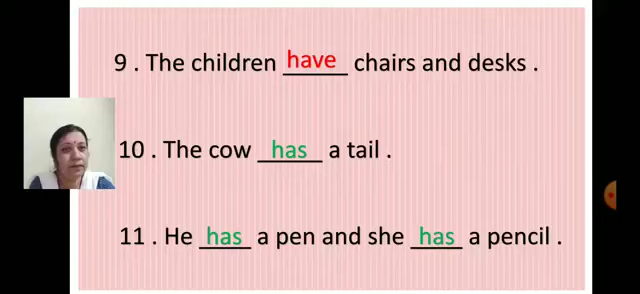 9 . The children have chairs and desks .
10 . The cow has a tail .
11 . He has a pen and she has a pencil .